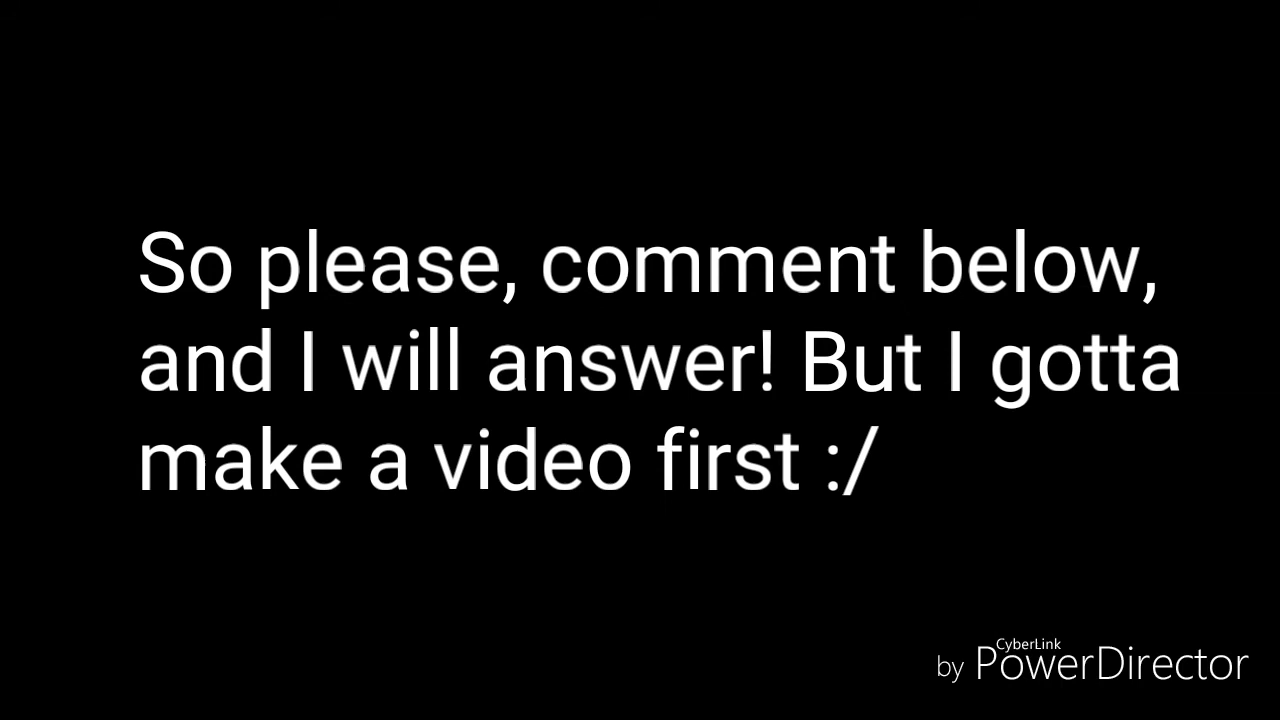 So please, comment below,
and I will answer! But I gotta
make a video first :/
CyberLink
by PowerDirector